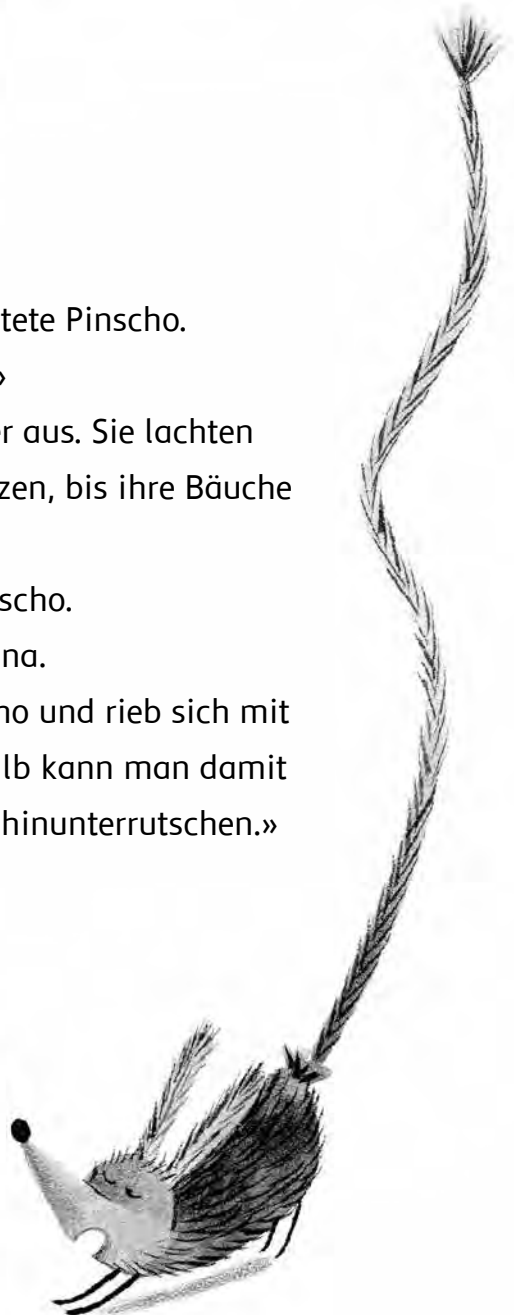 tete Pinscho.
»
er aus. Sie lachten
zen, bis ihre Bäuche
scho.
na.
no und rieb sich mit
lb kann man damit
hinunterrutschen.»